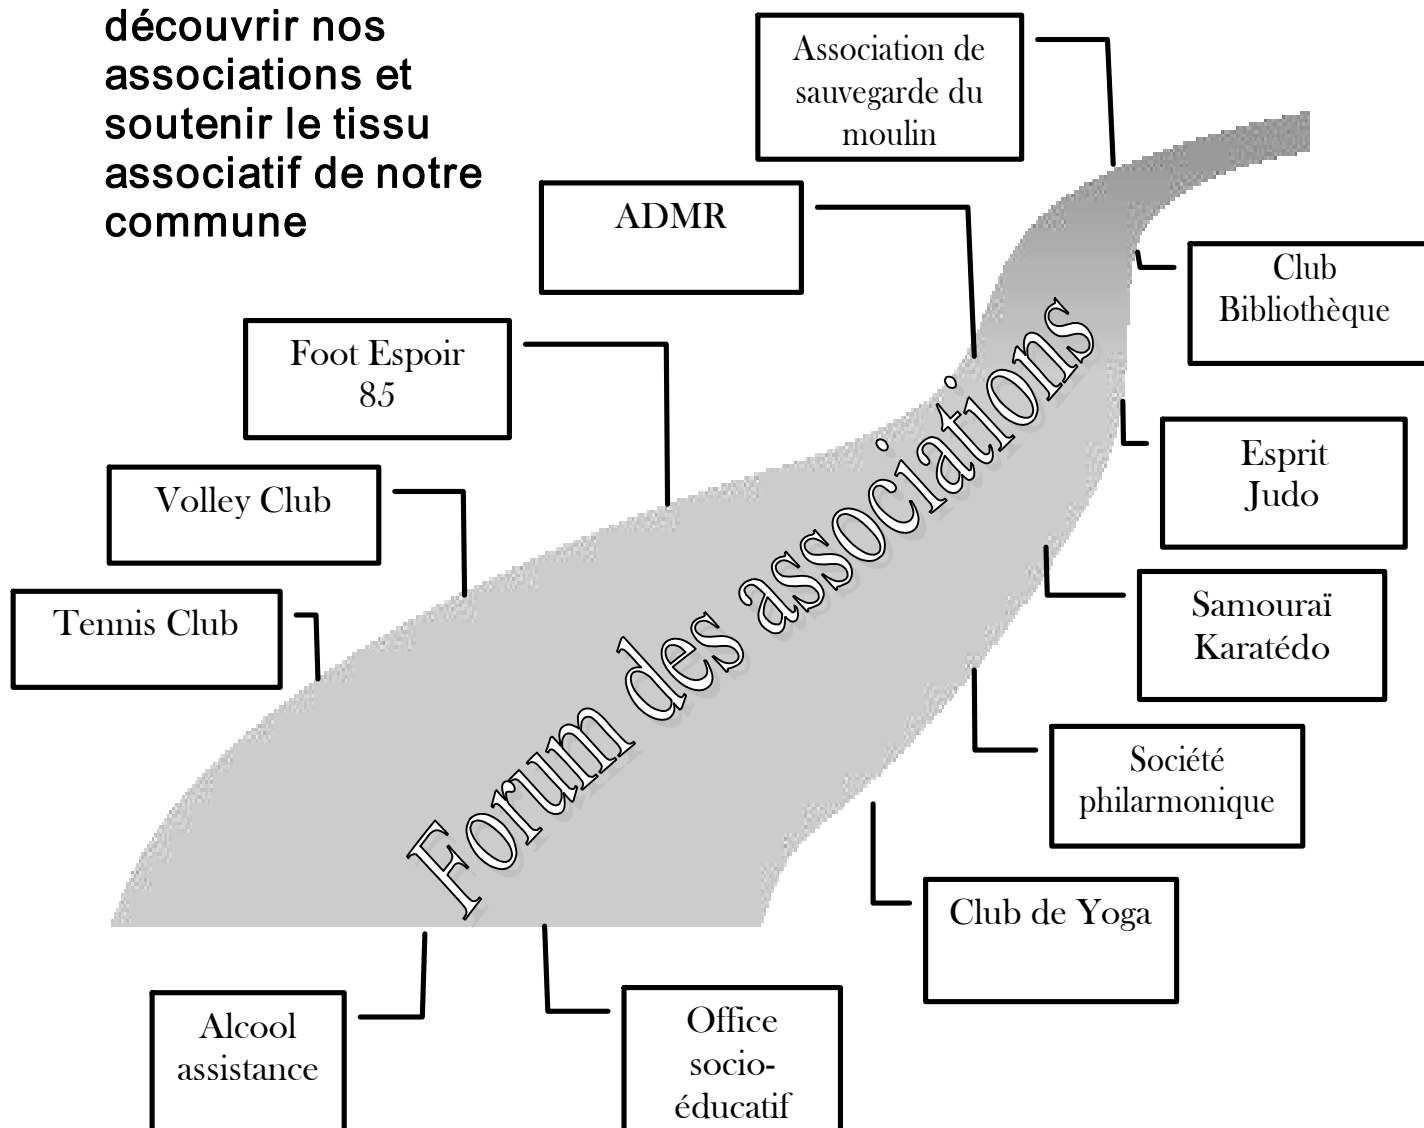 découvrir nos
associations et
soutenir le tissu
associatif de notre
commune
Association de
sauvegarde du
moulin
ADMR
Club
Bibliothèque
Foot Espoir
85
Esprit
Judo
Volley Club
Samouraï
Karatédo
Tennis Club
Forum des associations
Société
philarmonique
Club de Yoga
Alcool
assistance
Office
socio-
éducatif